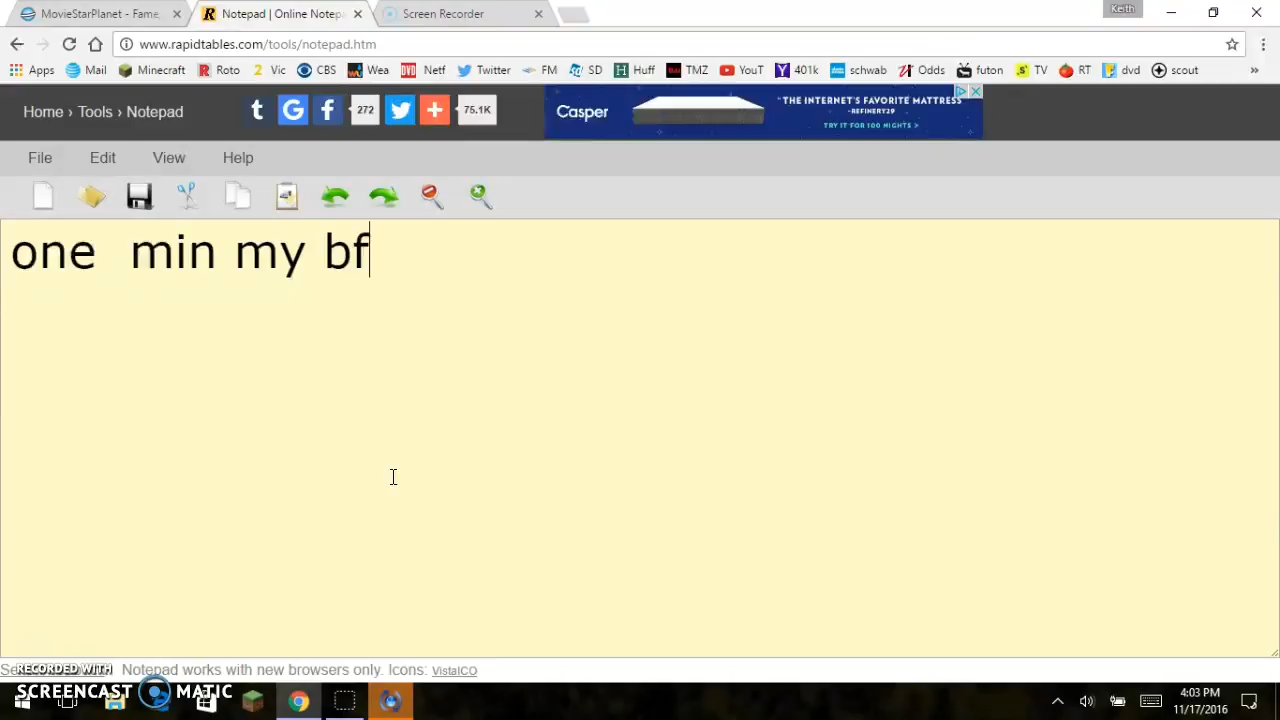 MovieStarPlanet - Fame,
Notepad | Online Notep
Screen Recorder
Keith
www.rapidtables.com/tools/notepad.htm
Apps Mail Minecraft Roto Vic CBS Wea Netf Twitter FM SD Huff TMZ YouT 401k schwab Odds futon TV RT dvd scout »
Home › Tools › Notepad
272
75.1K
Casper
"THE INTERNET'S FAVORITE MATTRESS"
-REFINERY29
TRY IT FOR 100 NIGHTS >
File Edit View Help
one  min my bf
RECORDED WITH
Notepad works with new browsers only. Icons: VistaICO
SCREENCAST MATIC
4:03 PM
11/17/2016